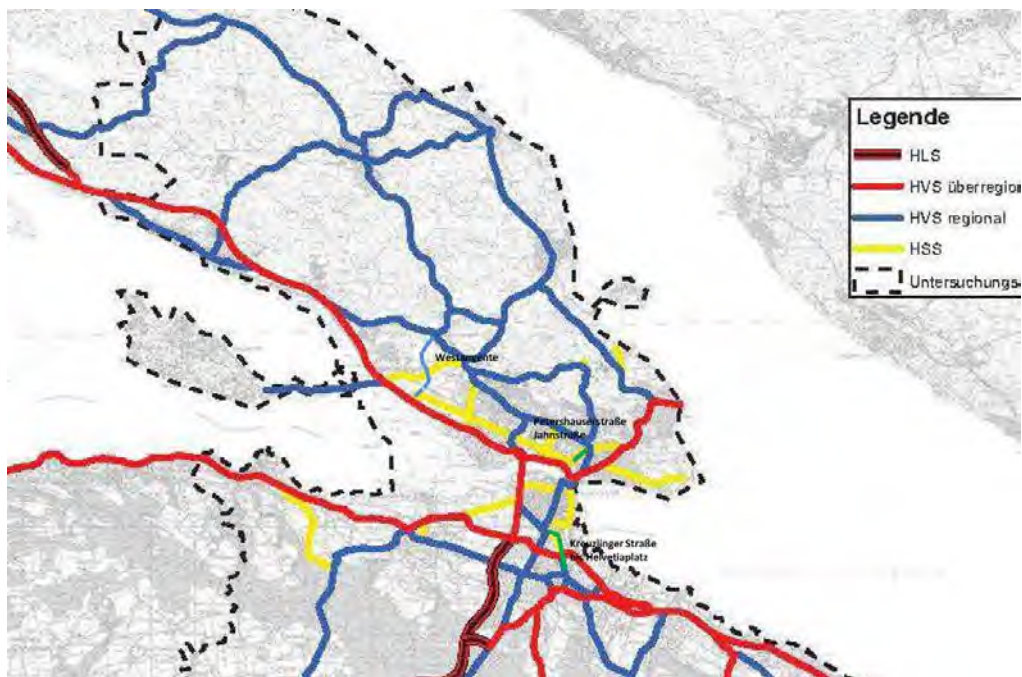 Legende
HLS
HVS überregion
HVS regional
HSS
Untersuchungs
Westtangente
Petershauserstraße
Jahnstraße
Kreuzlinger Straße
bis Helvetiaplatz